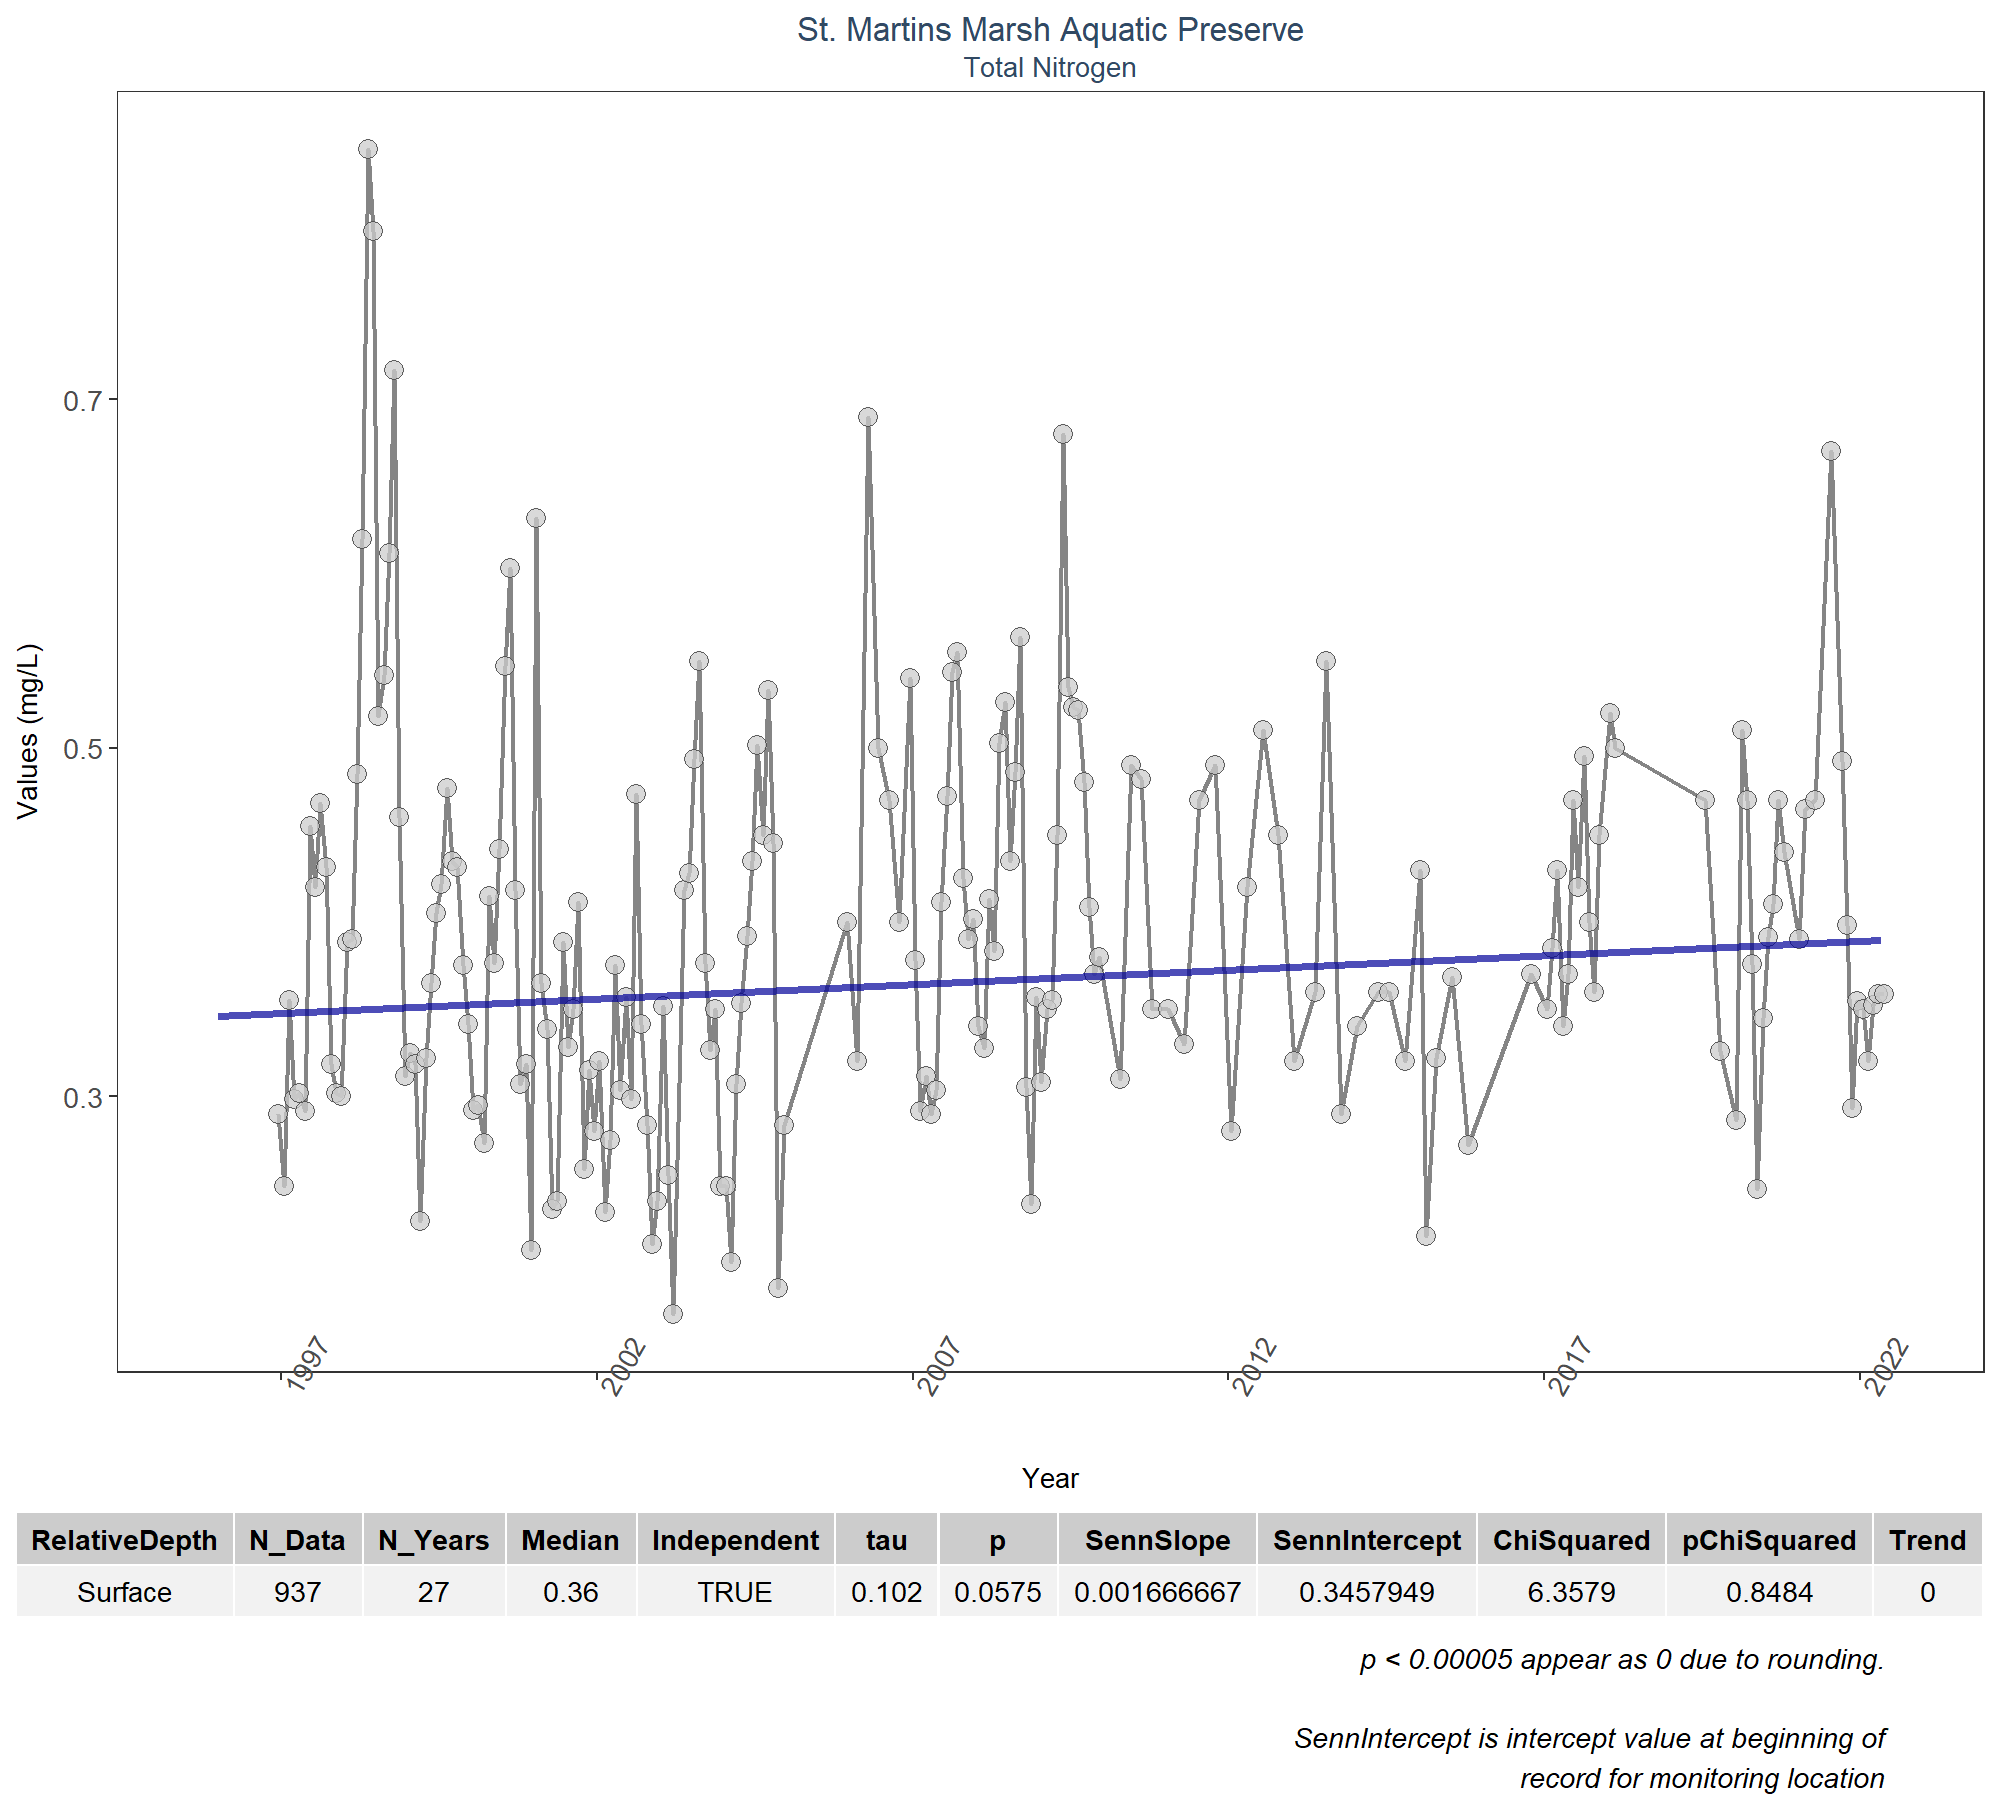 St. Martins Marsh Aquatic Preserve
Total Nitrogen
Values (mg/L)
0.7
0.5
0.3
1997 2002 2007 2012 2017 2022
Year
RelativeDepth N_Data N_Years Median Independent tau p SennSlope SennIntercept ChiSquared pChiSquared Trend
Surface 937 27 0.36 TRUE 0.102 0.0575 0.001666667 0.3457949 6.3579 0.8484 0
p < 0.00005 appear as 0 due to rounding.
SennIntercept is intercept value at beginning of
record for monitoring location